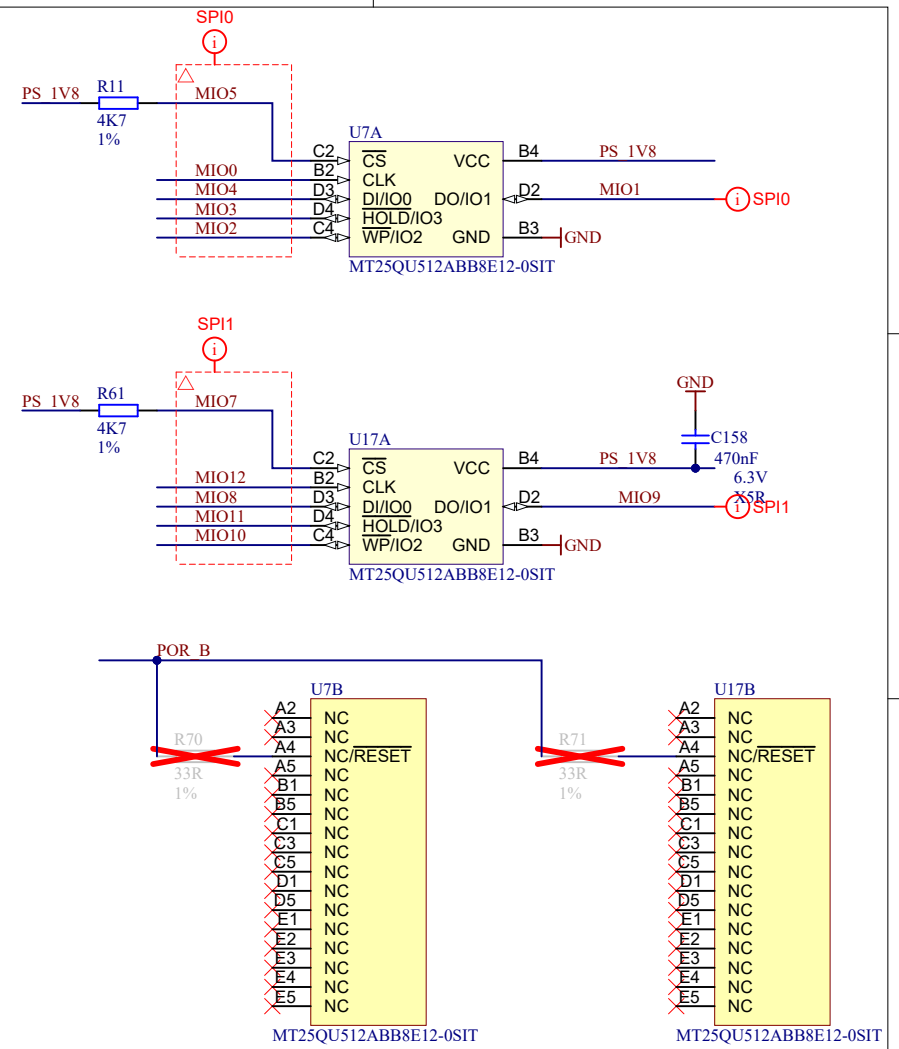 SPI0
i
PS_1V8
R11
4K7
1%
MIO5
MIO0
MIO4
MIO3
MIO2
U7A
C2
B2
D3
D4
C4
CS
CLK
DI/IO0
HOLD/IO3
WP/IO2
VCC
DO/IO1
GND
B4
D2
B3
PS_1V8
MIO1
i
SPI0
GND
MT25QU512ABB8E12-0SIT
SPI1
i
PS_1V8
R61
4K7
1%
MIO7
MIO12
MIO8
MIO11
MIO10
U17A
C2
B2
D3
D4
C4
CS
CLK
DI/IO0
HOLD/IO3
WP/IO2
VCC
DO/IO1
GND
B4
D2
B3
GND
C158
470nF
6.3V
X5R
PS_1V8
MIO9
i
SPI1
GND
MT25QU512ABB8E12-0SIT
POR_B
R70
33R
1%
U7B
A2 NC
A3 NC
A4 NC/RESET
A5 NC
B1 NC
B5 NC
C1 NC
C3 NC
C5 NC
D1 NC
D5 NC
E1 NC
E2 NC
E3 NC
E4 NC
E5 NC
MT25QU512ABB8E12-0SIT
R71
33R
1%
U17B
A2 NC
A3 NC
A4 NC/RESET
A5 NC
B1 NC
B5 NC
C1 NC
C3 NC
C5 NC
D1 NC
D5 NC
E1 NC
E2 NC
E3 NC
E4 NC
E5 NC
MT25QU512ABB8E12-0SIT